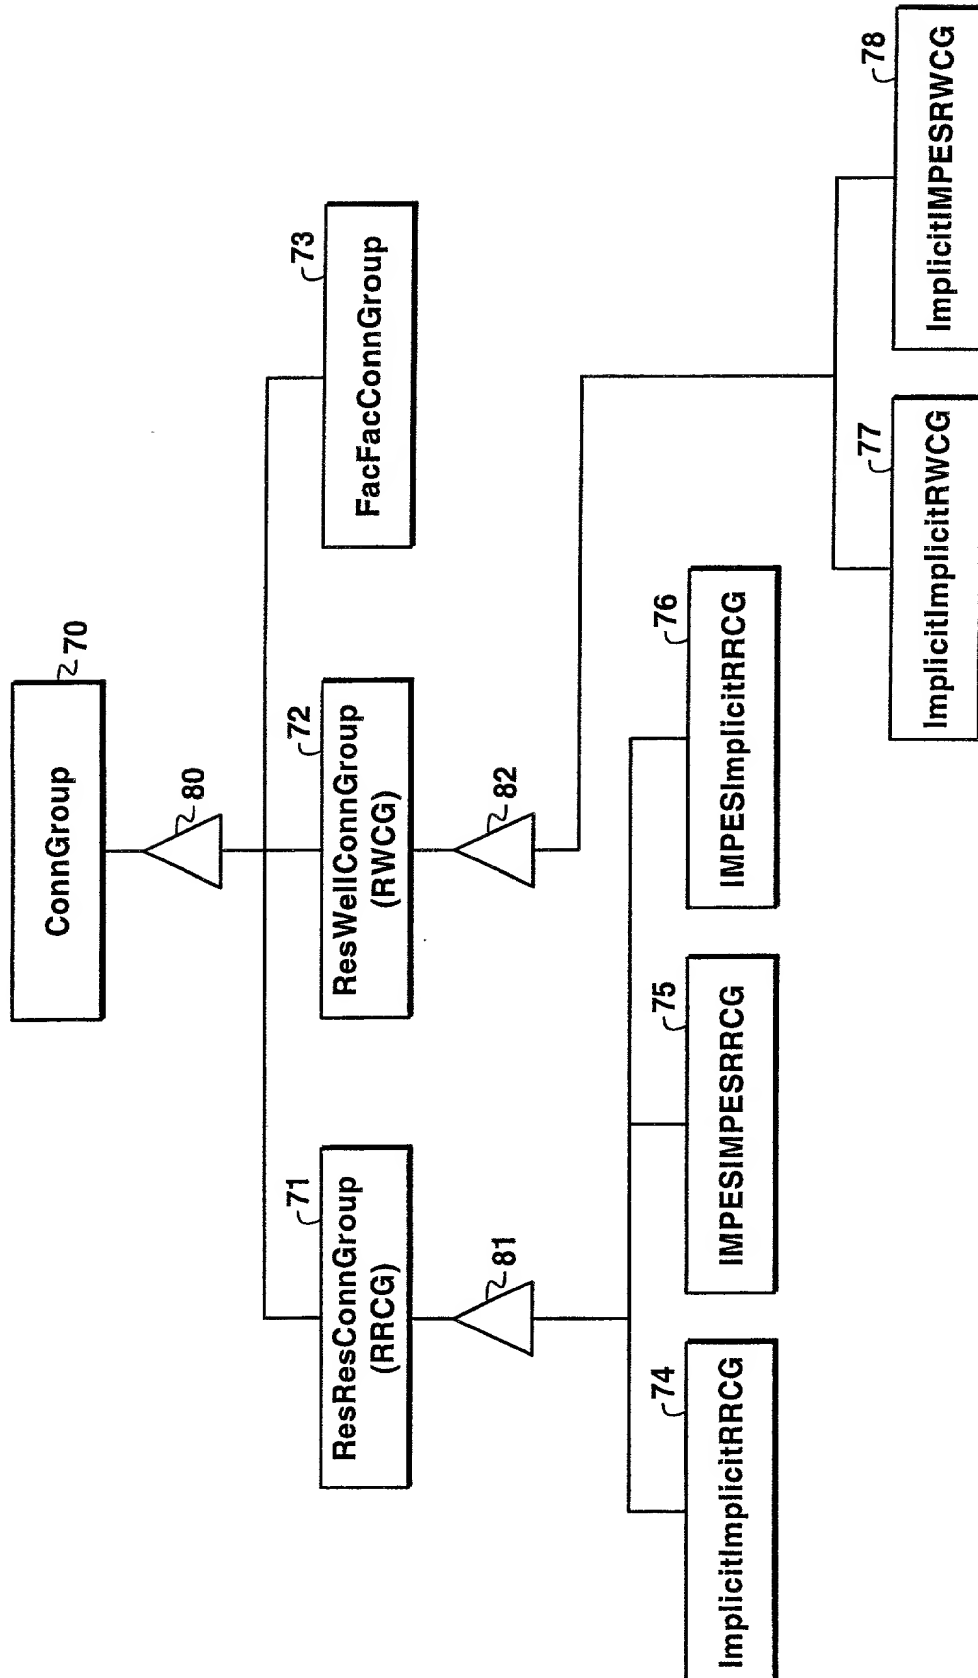 ConnGroup
70
80
ResResConnGroup
(RRCG)
71
ResWellConnGroup
(RWCG)
72
FacFacConnGroup
73
81
82
ImplicitImplicitRRCG
74
IMPESIMPESRRCG
75
IMPESImplicitRRCG
76
ImplicitImplicitRWCG
77
ImplicitIMPESRWCG
78